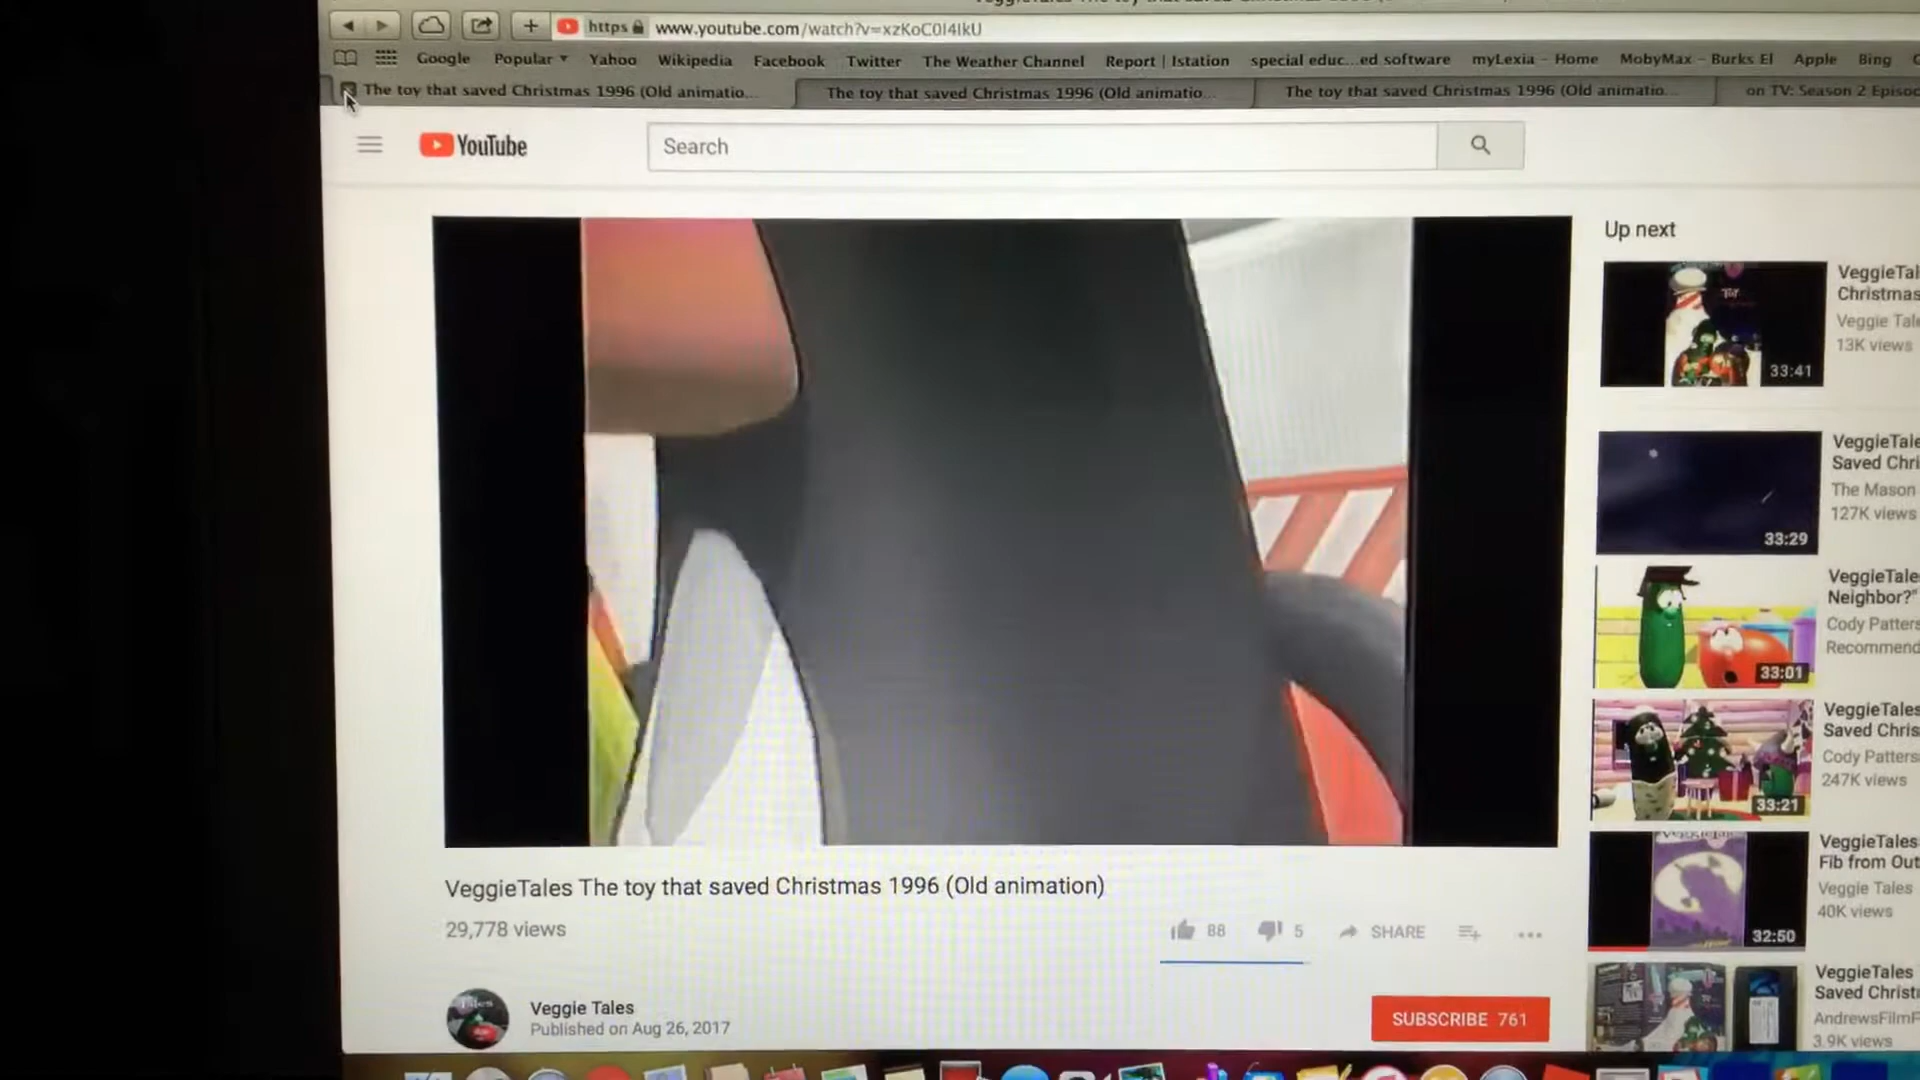 https www.youtube.com/watch?v=xzKoC0I4lkU
Google Popular Yahoo Wikipedia Facebook Twitter The Weather Channel Report | Istation special educ...ed software myLexia - Home MobyMax - Burks El Apple Bing
The toy that saved Christmas 1996 (Old animatio... The toy that saved Christmas 1996 (Old animatio... The toy that saved Christmas 1996 (Old animatio... on TV: Season 2 Episoc
YouTube
Search
VeggieTales The toy that saved Christmas 1996 (Old animation)
29,778 views
88 5 SHARE
Veggie Tales
Published on Aug 26, 2017
SUBSCRIBE 761
Up next
VeggieTal
Christmas
Veggie Tale
13K views
33:41
VeggieTale
Saved Chri
The Mason
127K views
33:29
VeggieTale
Neighbor?"
Cody Patters
Recommend
33:01
VeggieTales
Saved Chris
Cody Patters
247K views
33:21
VeggieTales
Fib from Out
Veggie Tales
40K views
32:50
VeggieTales
Saved Christ
AndrewsFilmF
3.9K views